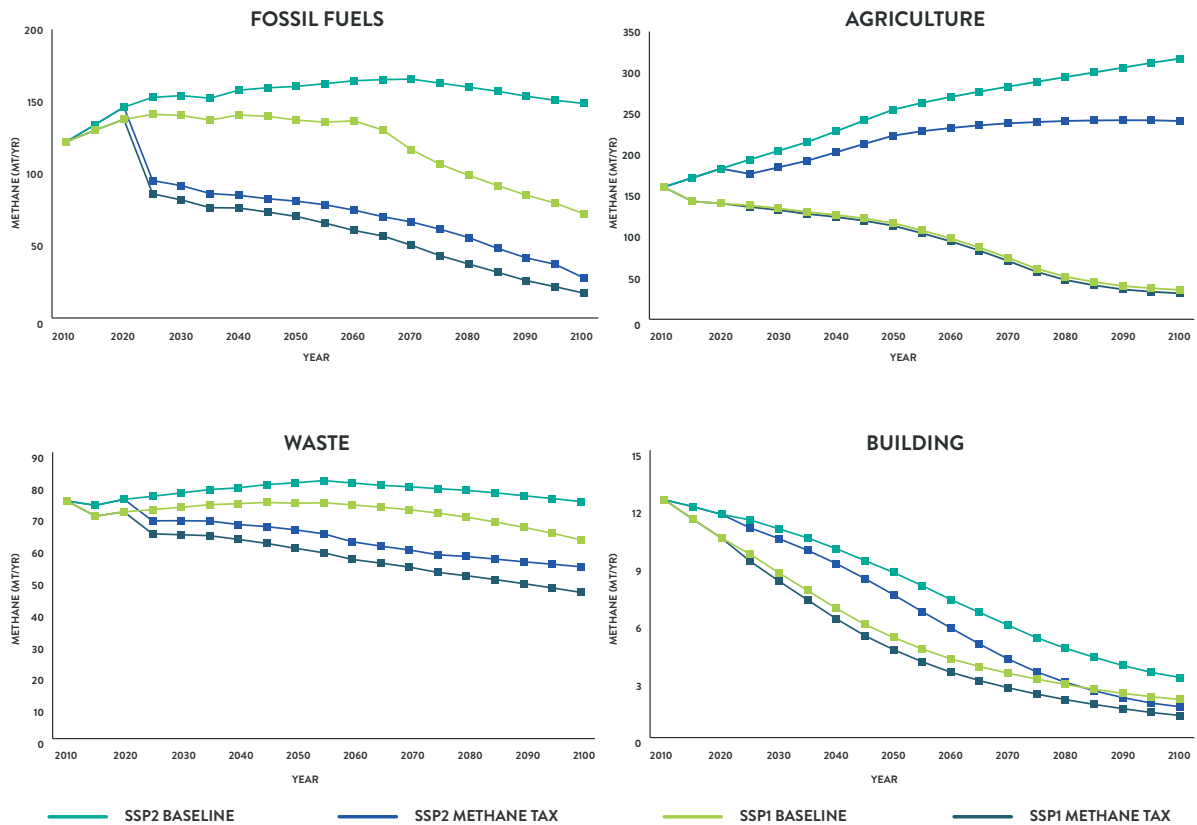 FOSSIL FUELS
METHANE (MT/YR)
200
150
100
50
0
2010 2020 2030 2040 2050 2060 2070 2080 2090 2100
YEAR
AGRICULTURE
METHANE (MT/YR)
350
300
250
200
150
100
50
0
2010 2020 2030 2040 2050 2060 2070 2080 2090 2100
YEAR
WASTE
METHANE (MT/YR)
90
80
70
60
50
40
30
20
10
0
2010 2020 2030 2040 2050 2060 2070 2080 2090 2100
YEAR
BUILDING
METHANE (MT/YR)
15
12
9
6
3
0
2010 2020 2030 2040 2050 2060 2070 2080 2090 2100
YEAR
SSP2 BASELINE SSP2 METHANE TAX SSP1 BASELINE SSP1 METHANE TAX